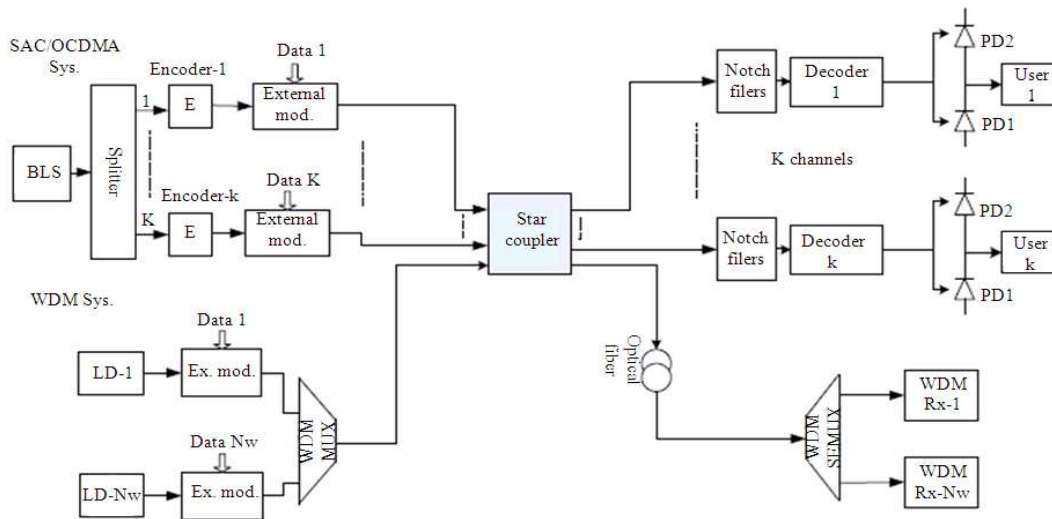 SAC/OCDMA
Sys.
Encoder-1
Data 1
BLS
Splitter
1
E
External
mod.
Encoder-k
Data K
K
E
External
mod.
Star
coupler
Notch
filers
Decoder
1
PD2
PD1
User
1
K channels
Notch
filers
Decoder
k
PD2
PD1
User
k
WDM Sys.
Data 1
LD-1
Ex. mod.
Data Nw
LD-Nw
Ex. mod.
WDM
MUX
Optical
fiber
WDM
SEMUX
WDM
Rx-1
WDM
Rx-Nw